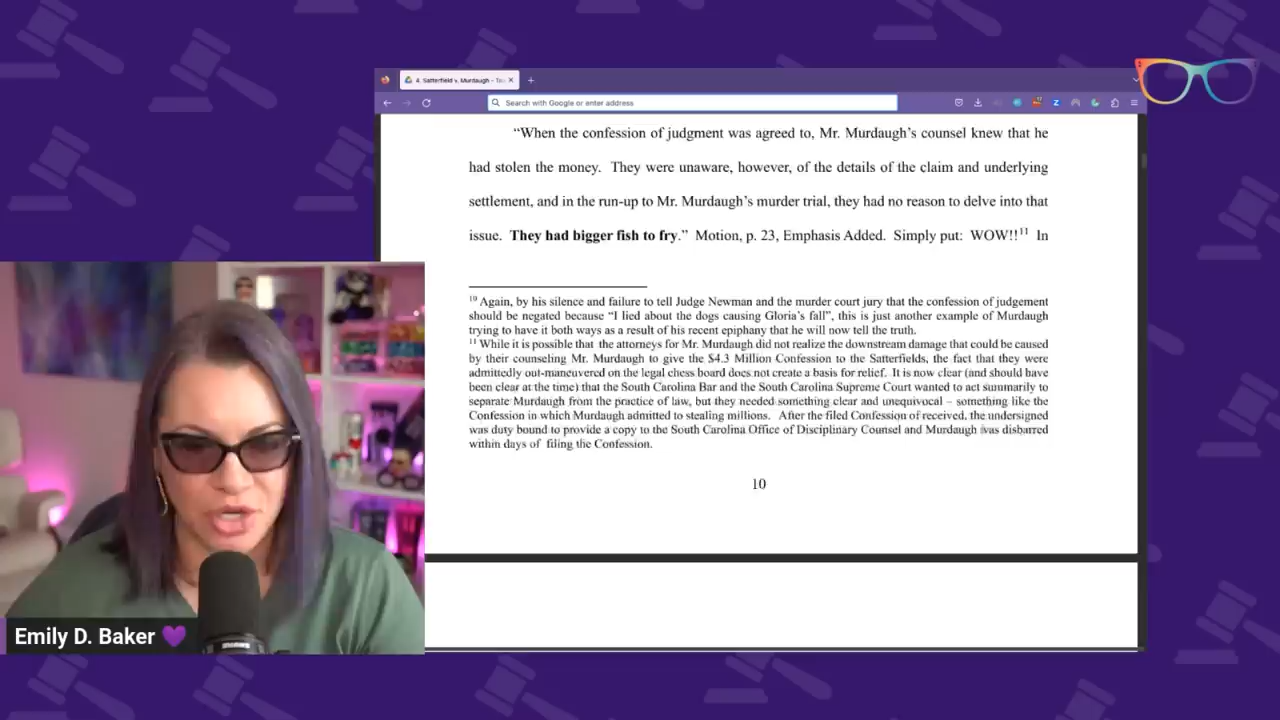 4. Satterfield v. Murdaugh - Tea
Search with Google or enter address
“When the confession of judgment was agreed to, Mr. Murdaugh’s counsel knew that he
had stolen the money. They were unaware, however, of the details of the claim and underlying
settlement, and in the run-up to Mr. Murdaugh’s murder trial, they had no reason to delve into that
issue. They had bigger fish to fry.” Motion, p. 23, Emphasis Added. Simply put: WOW!!11 In
10 Again, by his silence and failure to tell Judge Newman and the murder court jury that the confession of judgement
should be negated because “I lied about the dogs causing Gloria’s fall”, this is just another example of Murdaugh
trying to have it both ways as a result of his recent epiphany that he will now tell the truth.
11 While it is possible that the attorneys for Mr. Murdaugh did not realize the downstream damage that could be caused
by their counseling Mr. Murdaugh to give the $4.3 Million Confession to the Satterfields, the fact that they were
admittedly out-maneuvered on the legal chess board does not create a basis for relief. It is now clear (and should have
been clear at the time) that the South Carolina Bar and the South Carolina Supreme Court wanted to act summarily to
separate Murdaugh from the practice of law, but they needed something clear and unequivocal – something like the
Confession in which Murdaugh admitted to stealing millions. After the filed Confession of received, the undersigned
was duty bound to provide a copy to the South Carolina Office of Disciplinary Counsel and Murdaugh was disbarred
within days of filing the Confession.
10
Emily D. Baker 💜